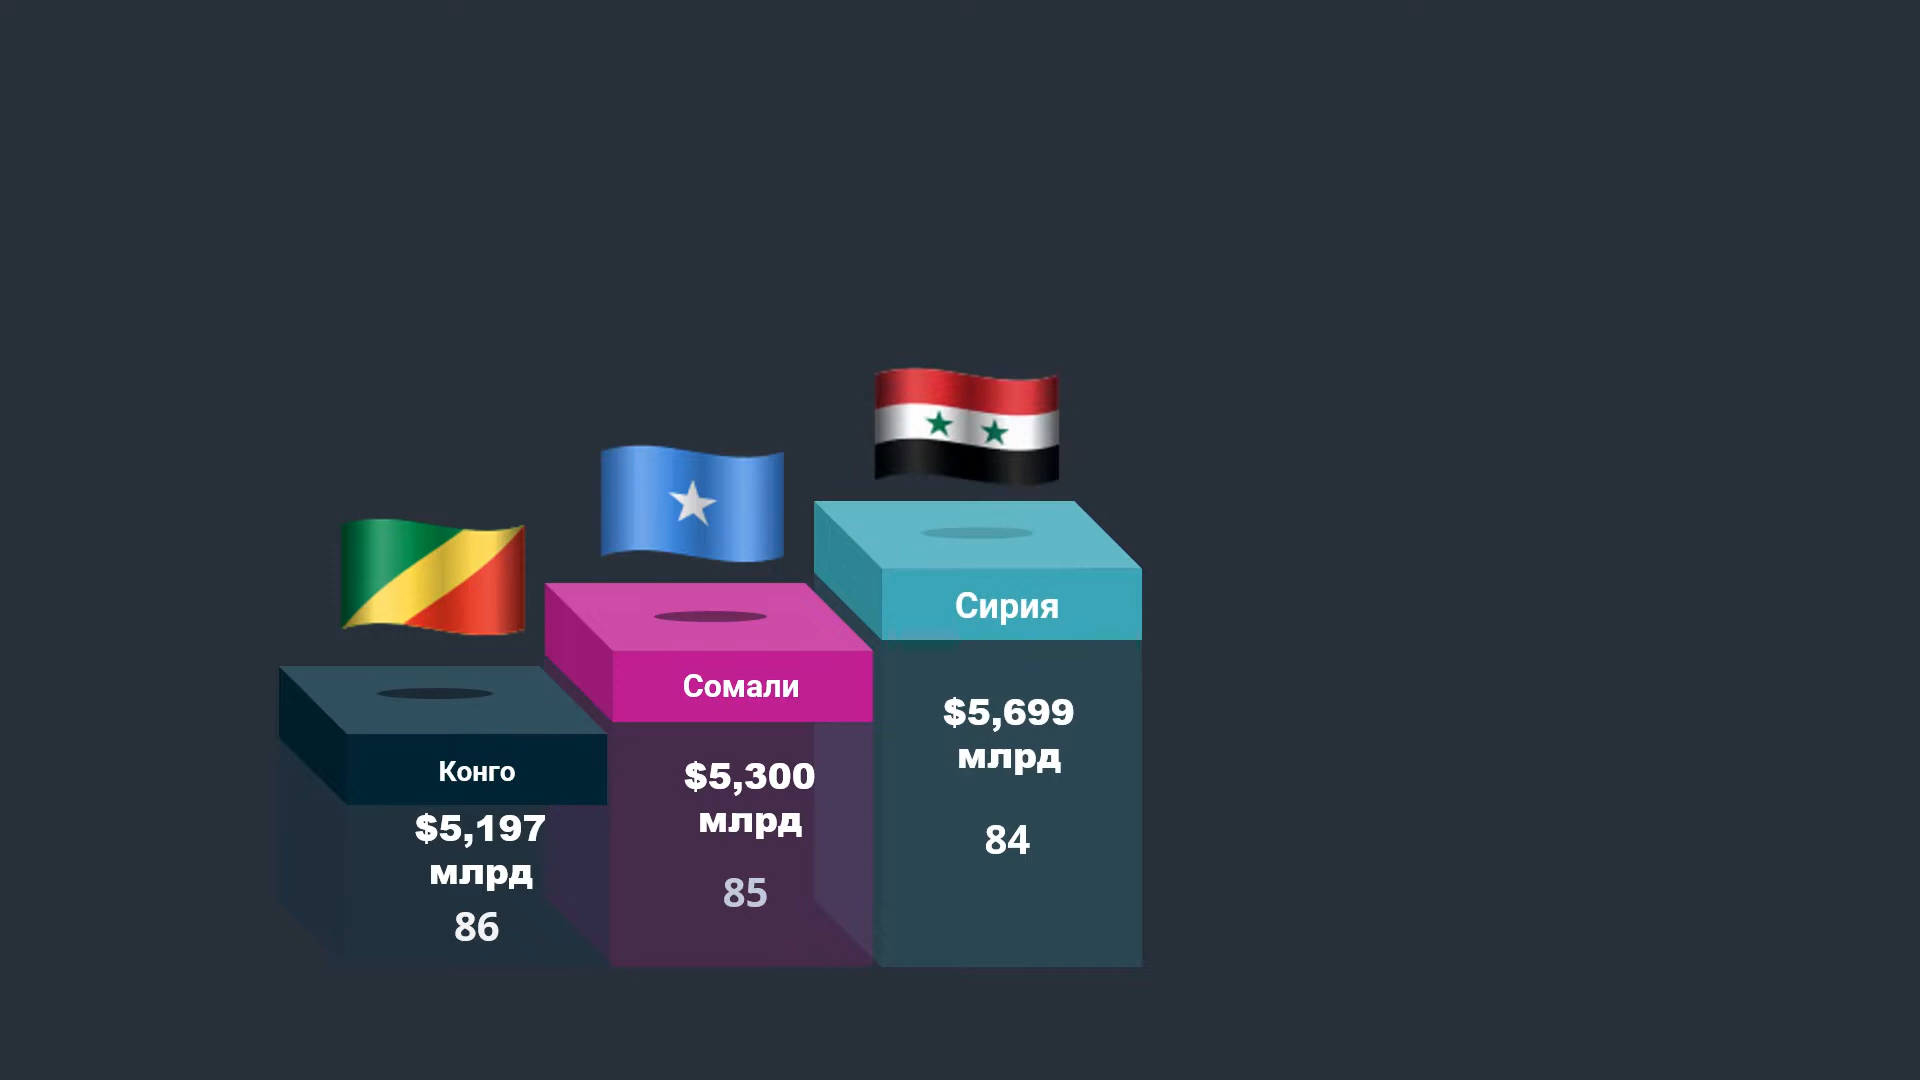 Конго
$5,197
млрд
86
Сомали
$5,300
млрд
85
Сирия
$5,699
млрд
84